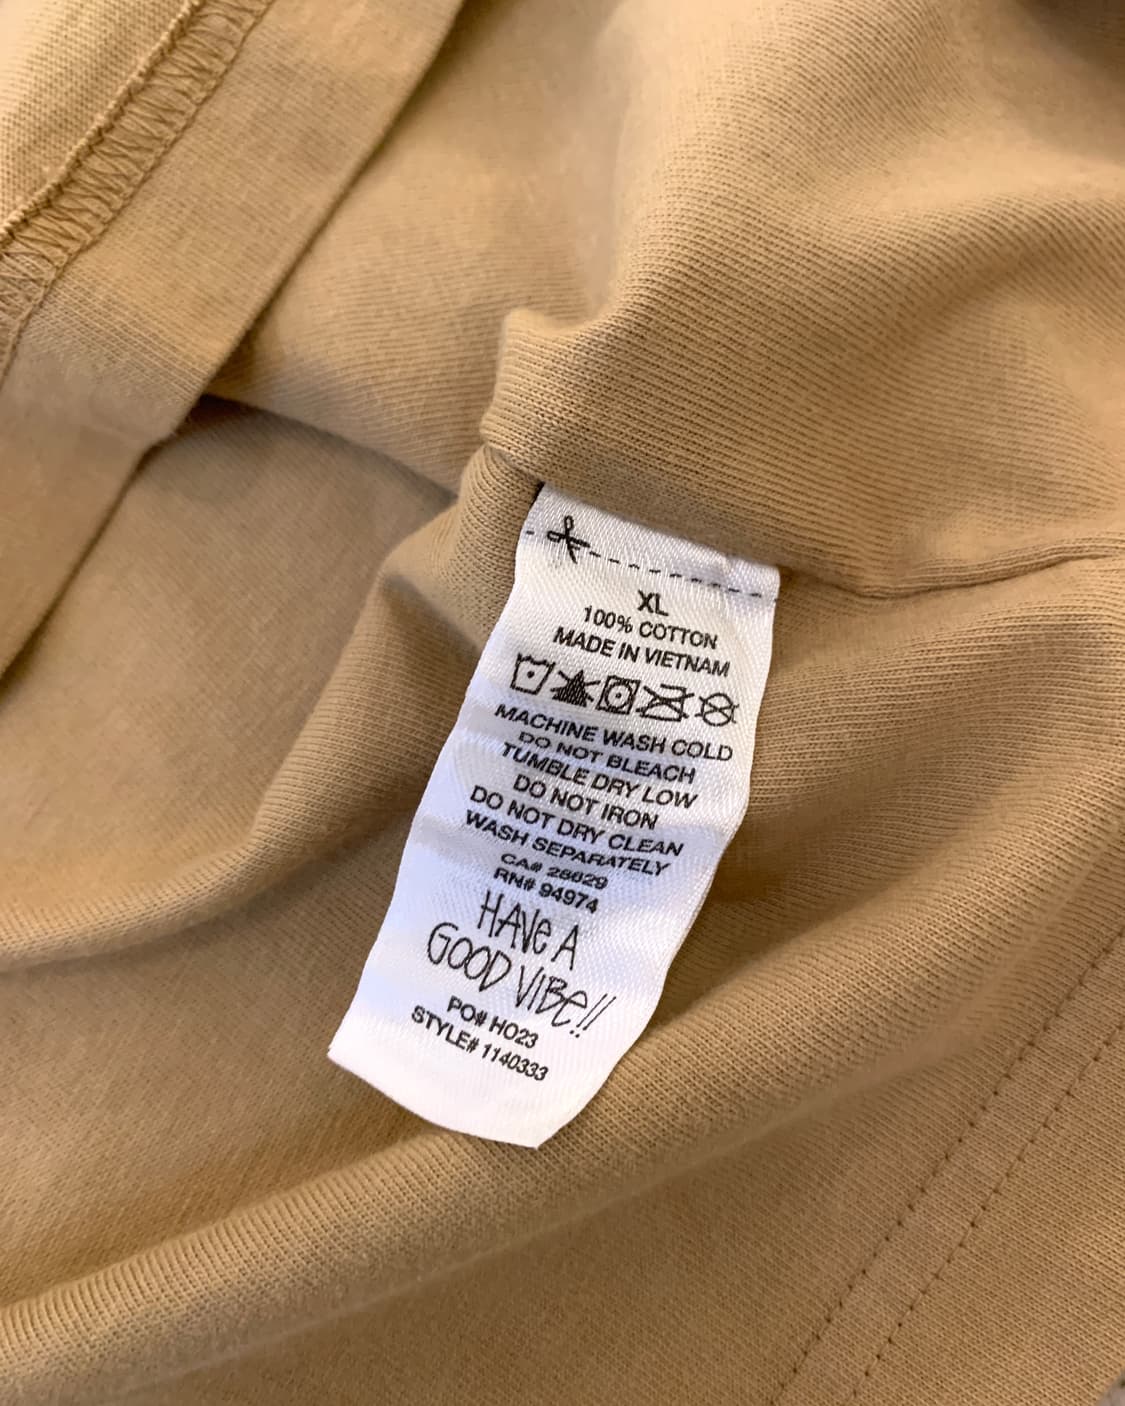 XL
100% COTTON
MADE IN VIETNAM
MACHINE WASH COLD
DO NOT BLEACH
TUMBLE DRY LOW
DO NOT IRON
DO NOT DRY CLEAN
WASH SEPARATELY
CA# 28629
RN# 94974
HAVE A
GOOD VIBE!!
PO# HO23
STYLE# 1140333